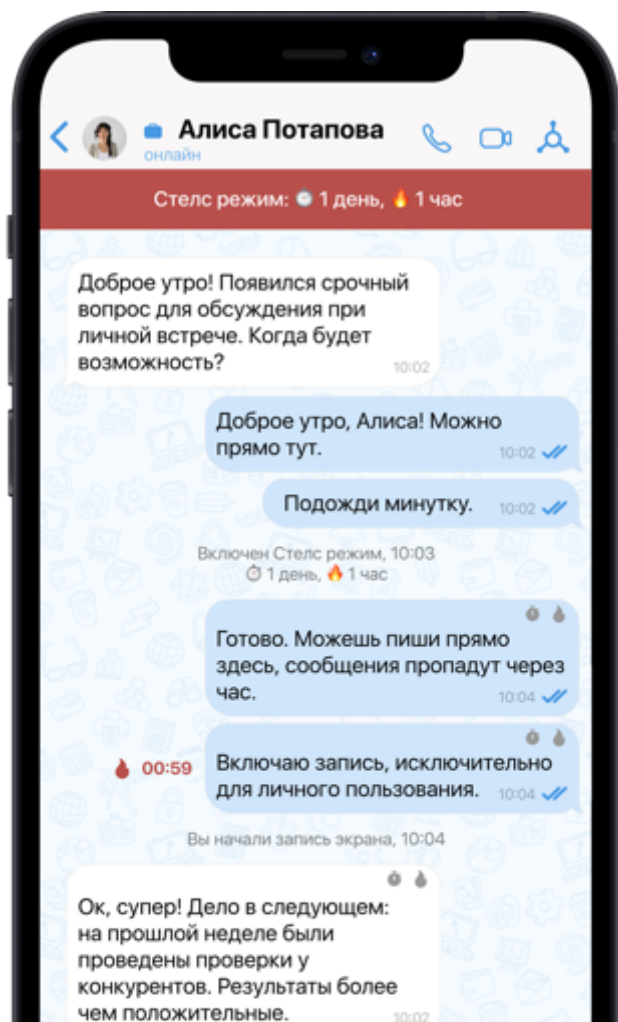 Алиса Потапова
онлайн
Стелс режим: 1 день, 1 час
Доброе утро! Появился срочный
вопрос для обсуждения при
личной встрече. Когда будет
возможность?
10:02
Доброе утро, Алиса! Можно
прямо тут.
10:02
Подожди минутку. 10:02
Включен Стелс режим, 10:03
1 день, 1 час
Готово. Можешь пиши прямо
здесь, сообщения пропадут через
час.
10:04
00:59
Включаю запись, исключительно
для личного пользования. 10:04
Вы начали запись экрана, 10:04
Ок, супер! Дело в следующем:
на прошлой неделе были
проведены проверки у
конкурентов. Результаты более
чем положительные. 10:02